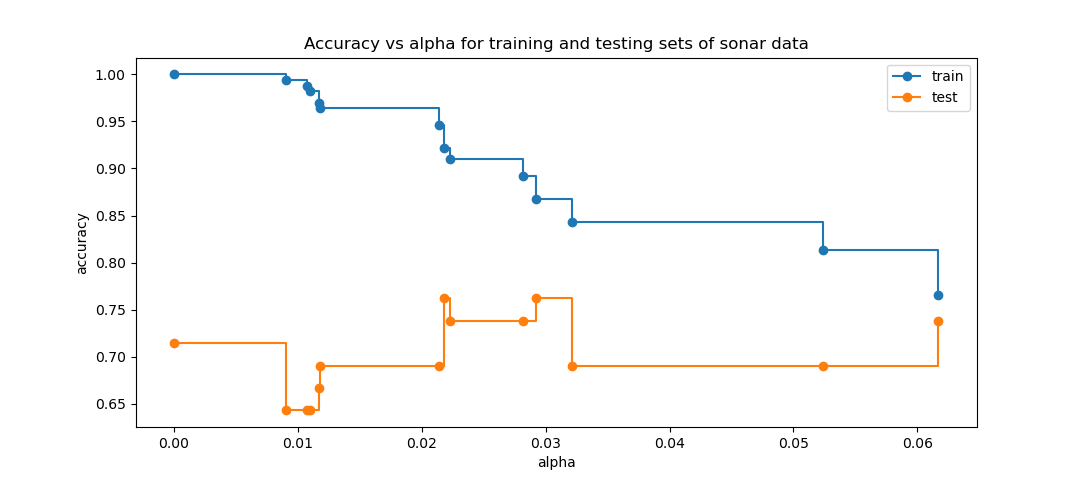 Accuracy vs alpha for training and testing sets of sonar data
1.00
0.95
0.90
0.85
0.80
0.75
0.70
0.65
accuracy
train
test
0.00 0.01 0.02 0.03 0.04 0.05 0.06
alpha